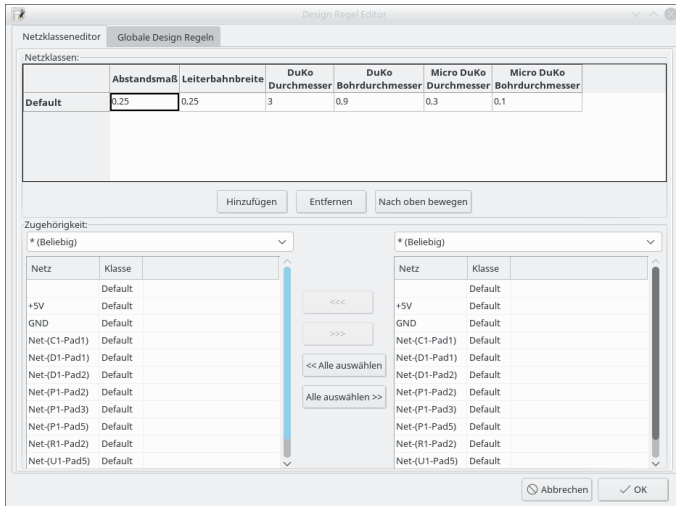 Design Regel Editor
Netzklasseneditor Globale Design Regeln
Netzklassen:
Abstandsmaß Leiterbahnbreite DuKo Durchmesser DuKo Bohrdurchmesser Micro DuKo Durchmesser Micro DuKo Bohrdurchmesser
Default 0,25 0,25 3 0,9 0,3 0,1
Hinzufügen Entfernen Nach oben bewegen
Zugehörigkeit:
* (Beliebig) * (Beliebig)
Netz Klasse Netz Klasse
Default Default
+5V Default <<< +5V Default
GND Default GND Default
Net-(C1-Pad1) Default >>> Net-(C1-Pad1) Default
Net-(D1-Pad1) Default Net-(D1-Pad1) Default
Net-(D1-Pad2) Default << Alle auswählen Net-(D1-Pad2) Default
Net-(P1-Pad2) Default Net-(P1-Pad2) Default
Net-(P1-Pad3) Default Alle auswählen >> Net-(P1-Pad3) Default
Net-(P1-Pad5) Default Net-(P1-Pad5) Default
Net-(R1-Pad2) Default Net-(R1-Pad2) Default
Net-(U1-Pad5) Default Net-(U1-Pad5) Default
Abbrechen OK